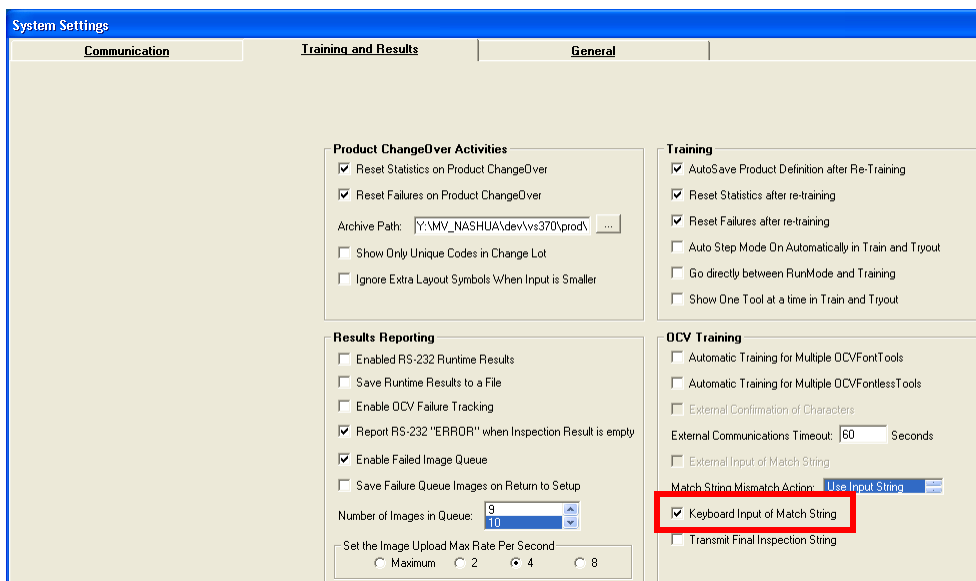 System Settings
Communication
Training and Results
General
Product ChangeOver Activities
Reset Statistics on Product ChangeOver
Reset Failures on Product ChangeOver
Archive Path: Y:\MV_NASHUA\dev\vs370\prod\ ...
Show Only Unique Codes in Change Lot
Ignore Extra Layout Symbols When Input is Smaller
Training
AutoSave Product Definition after Re-Training
Reset Statistics after re-training
Reset Failures after re-training
Auto Step Mode On Automatically in Train and Tryout
Go directly between RunMode and Training
Show One Tool at a time in Train and Tryout
Results Reporting
Enabled RS-232 Runtime Results
Save Runtime Results to a File
Enable OCV Failure Tracking
Report RS-232 "ERROR" when Inspection Result is empty
Enable Failed Image Queue
Save Failure Queue Images on Return to Setup
Number of Images in Queue: 9
10
Set the Image Upload Max Rate Per Second
Maximum 2 4 8
OCV Training
Automatic Training for Multiple OCVFontTools
Automatic Training for Multiple OCVFontlessTools
External Confirmation of Characters
External Communications Timeout: 60 Seconds
External Input of Match String
Match String Mismatch Action: Use Input String
Keyboard Input of Match String
Transmit Final Inspection String